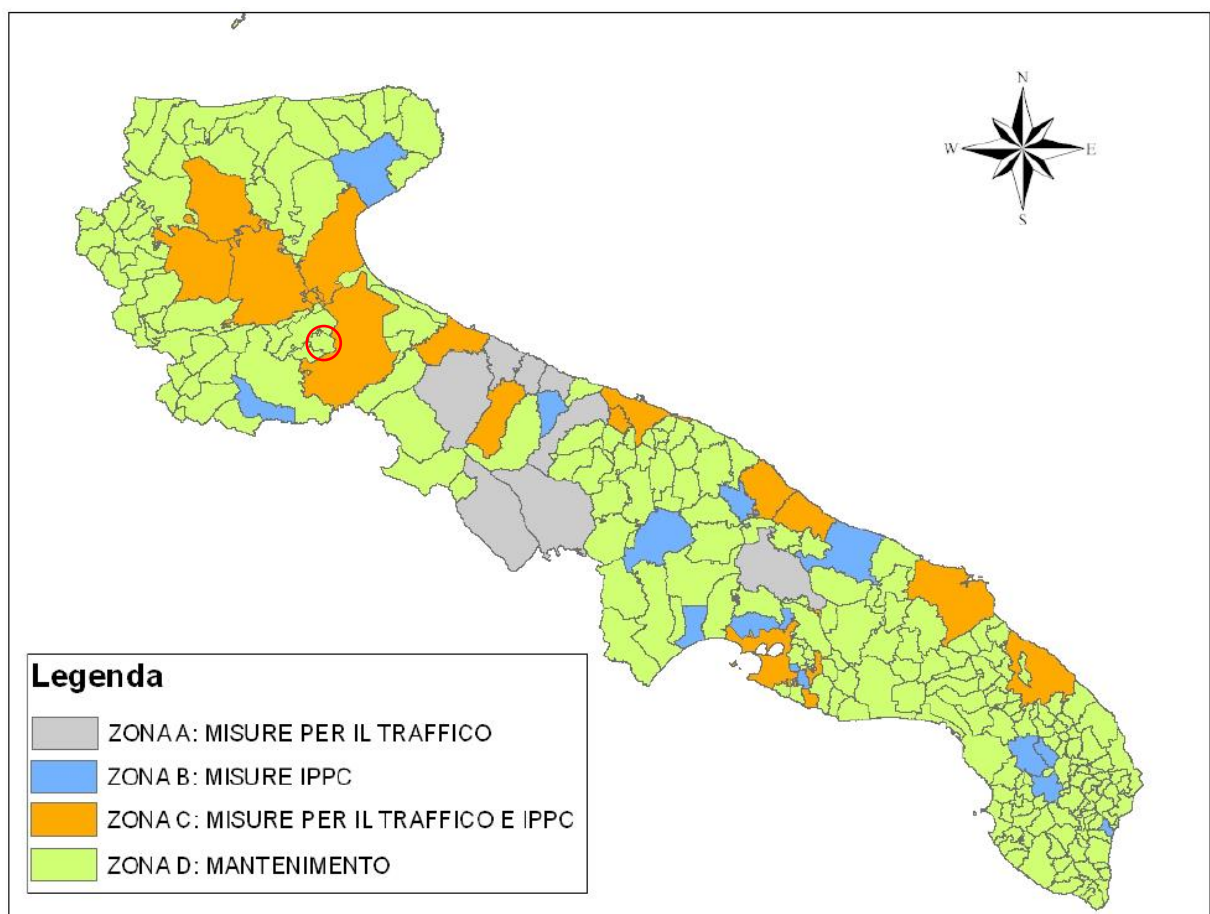 N
W
E
S
Legenda
ZONA A: MISURE PER IL TRAFFICO
ZONA B: MISURE IPPC
ZONA C: MISURE PER IL TRAFFICO E IPPC
ZONA D: MANTENIMENTO